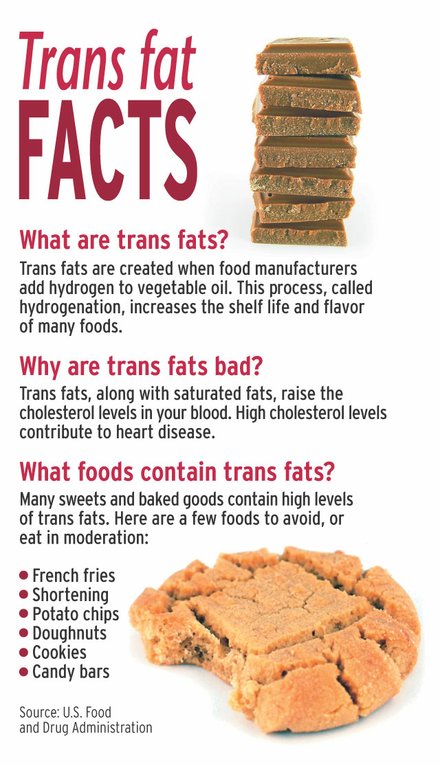 Trans fat
FACTS
What are trans fats?
Trans fats are created when food manufacturers
add hydrogen to vegetable oil. This process, called
hydrogenation, increases the shelf life and flavor
of many foods.
Why are trans fats bad?
Trans fats, along with saturated fats, raise the
cholesterol levels in your blood. High cholesterol levels
contribute to heart disease.
What foods contain trans fats?
Many sweets and baked goods contain high levels
of trans fats. Here are a few foods to avoid, or
eat in moderation:
• French fries
• Shortening
• Potato chips
• Doughnuts
• Cookies
• Candy bars
Source: U.S. Food
and Drug Administration